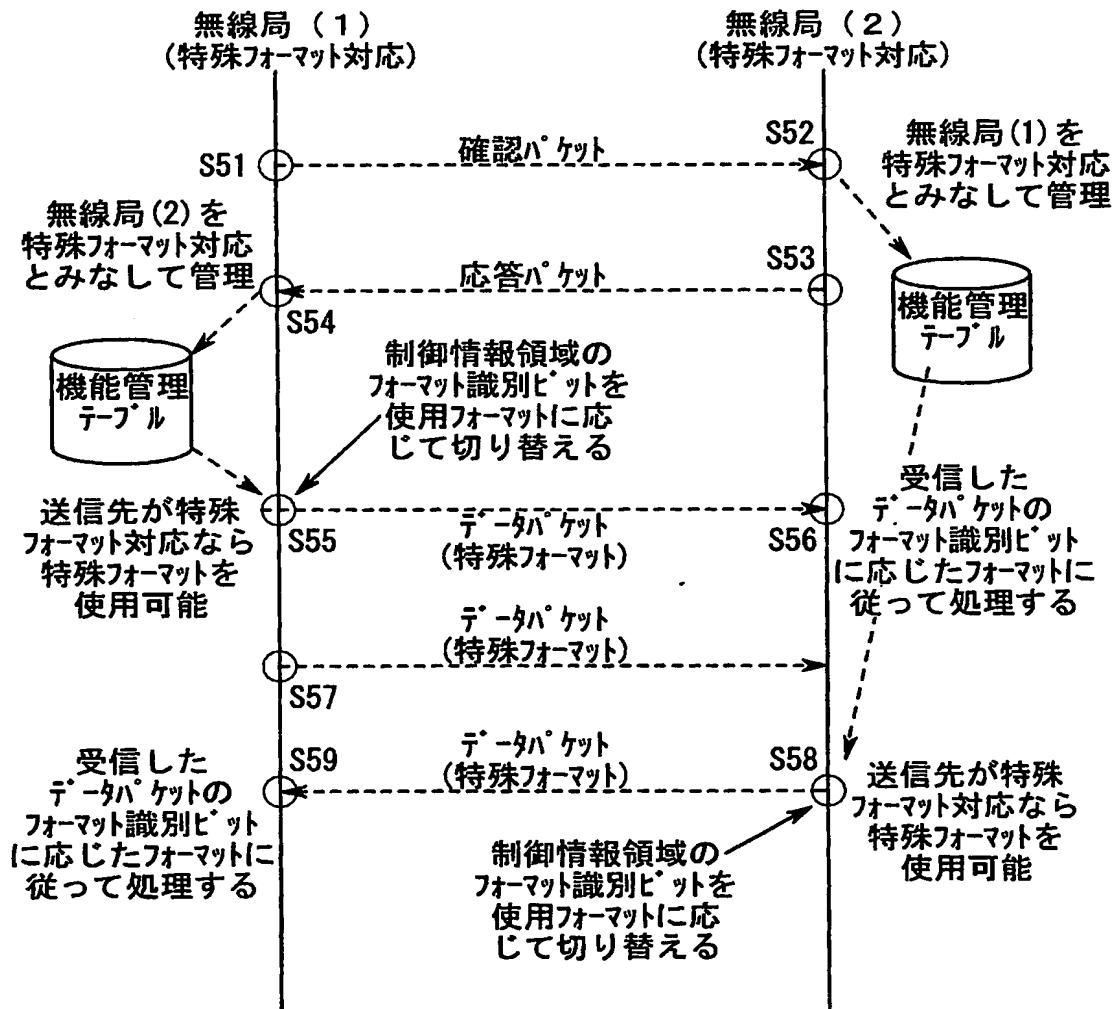 無線局（１）
(特殊フォーマット対応)
無線局（２）
(特殊フォーマット対応)
S51
確認パケット
S52
無線局(1)を
特殊フォーマット対応
とみなして管理
無線局(2)を
特殊フォーマット対応
とみなして管理
S53
応答パケット
S54
機能管理
テーブル
機能管理
テーブル
制御情報領域の
フォーマット識別ビットを
使用フォーマットに応
じて切り替える
送信先が特殊
フォーマット対応なら
特殊フォーマットを
使用可能
S55
データパケット
(特殊フォーマット)
S56
受信した
データパケットの
フォーマット識別ビット
に応じたフォーマットに
従って処理する
データパケット
(特殊フォーマット)
S57
データパケット
(特殊フォーマット)
S58
S59
受信した
データパケットの
フォーマット識別ビット
に応じたフォーマットに
従って処理する
送信先が特殊
フォーマット対応なら
特殊フォーマットを
使用可能
制御情報領域の
フォーマット識別ビットを
使用フォーマットに応
じて切り替える